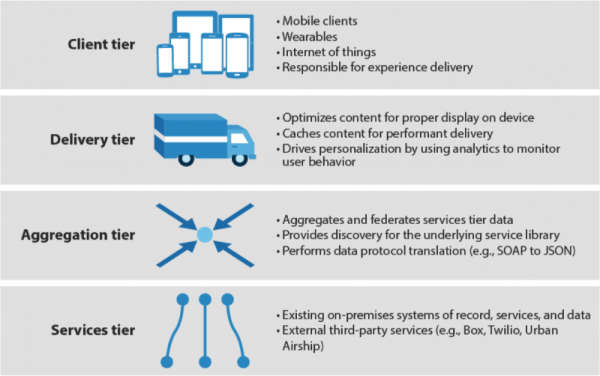 Client tier
• Mobile clients
• Wearables
• Internet of things
• Responsible for experience delivery
Delivery tier
• Optimizes content for proper display on device
• Caches content for performant delivery
• Drives personalization by using analytics to monitor
user behavior
Aggregation tier
• Aggregates and federates services tier data
• Provides discovery for the underlying service library
• Performs data protocol translation (e.g., SOAP to JSON)
Services tier
• Existing on-premises systems of record, services, and data
• External third-party services (e.g., Box, Twilio, Urban
Airship)